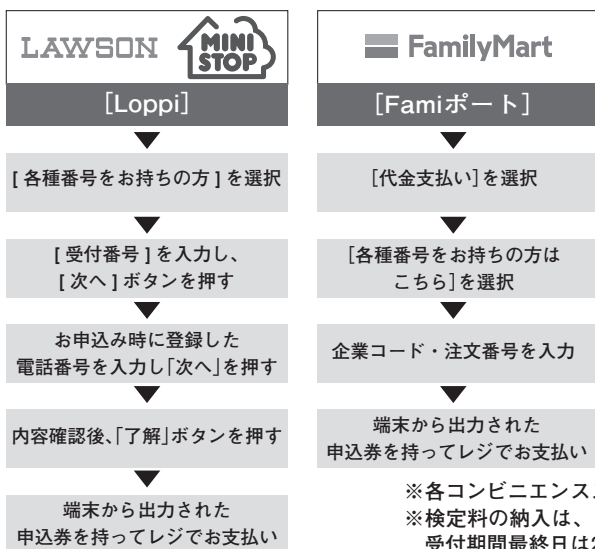 LAWSON
MINI
STOP
[Loppi]
[各種番号をお持ちの方]を選択
[受付番号]を入力し、
[次へ]ボタンを押す
お申込み時に登録した
電話番号を入力し「次へ」を押す
内容確認後、「了解」ボタンを押す
端末から出力された
申込券を持ってレジでお支払い
FamilyMart
[Famiポート]
[代金支払い]を選択
[各種番号をお持ちの方は
こちら]を選択
企業コード・注文番号を入力
端末から出力された
申込券を持ってレジでお支払い
※各コンビニエンス
※検定料の納入は、
受付期間最終日は